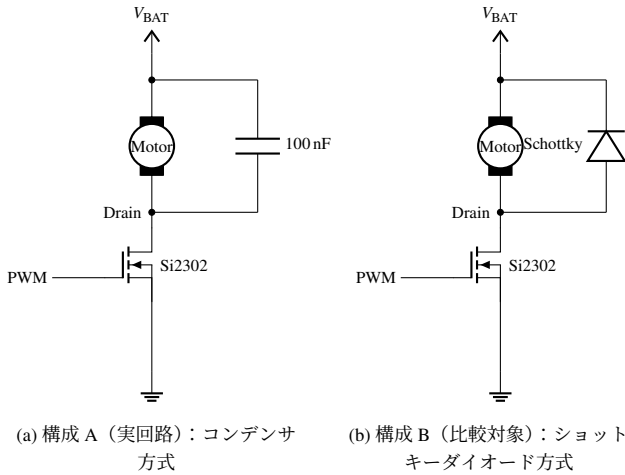 V_BAT
Motor
100 nF
Drain
Si2302
PWM
(a) 構成 A（実回路）：コンデンサ
方式
V_BAT
Motor
Schottky
Drain
Si2302
PWM
(b) 構成 B（比較対象）：ショット
キーダイオード方式